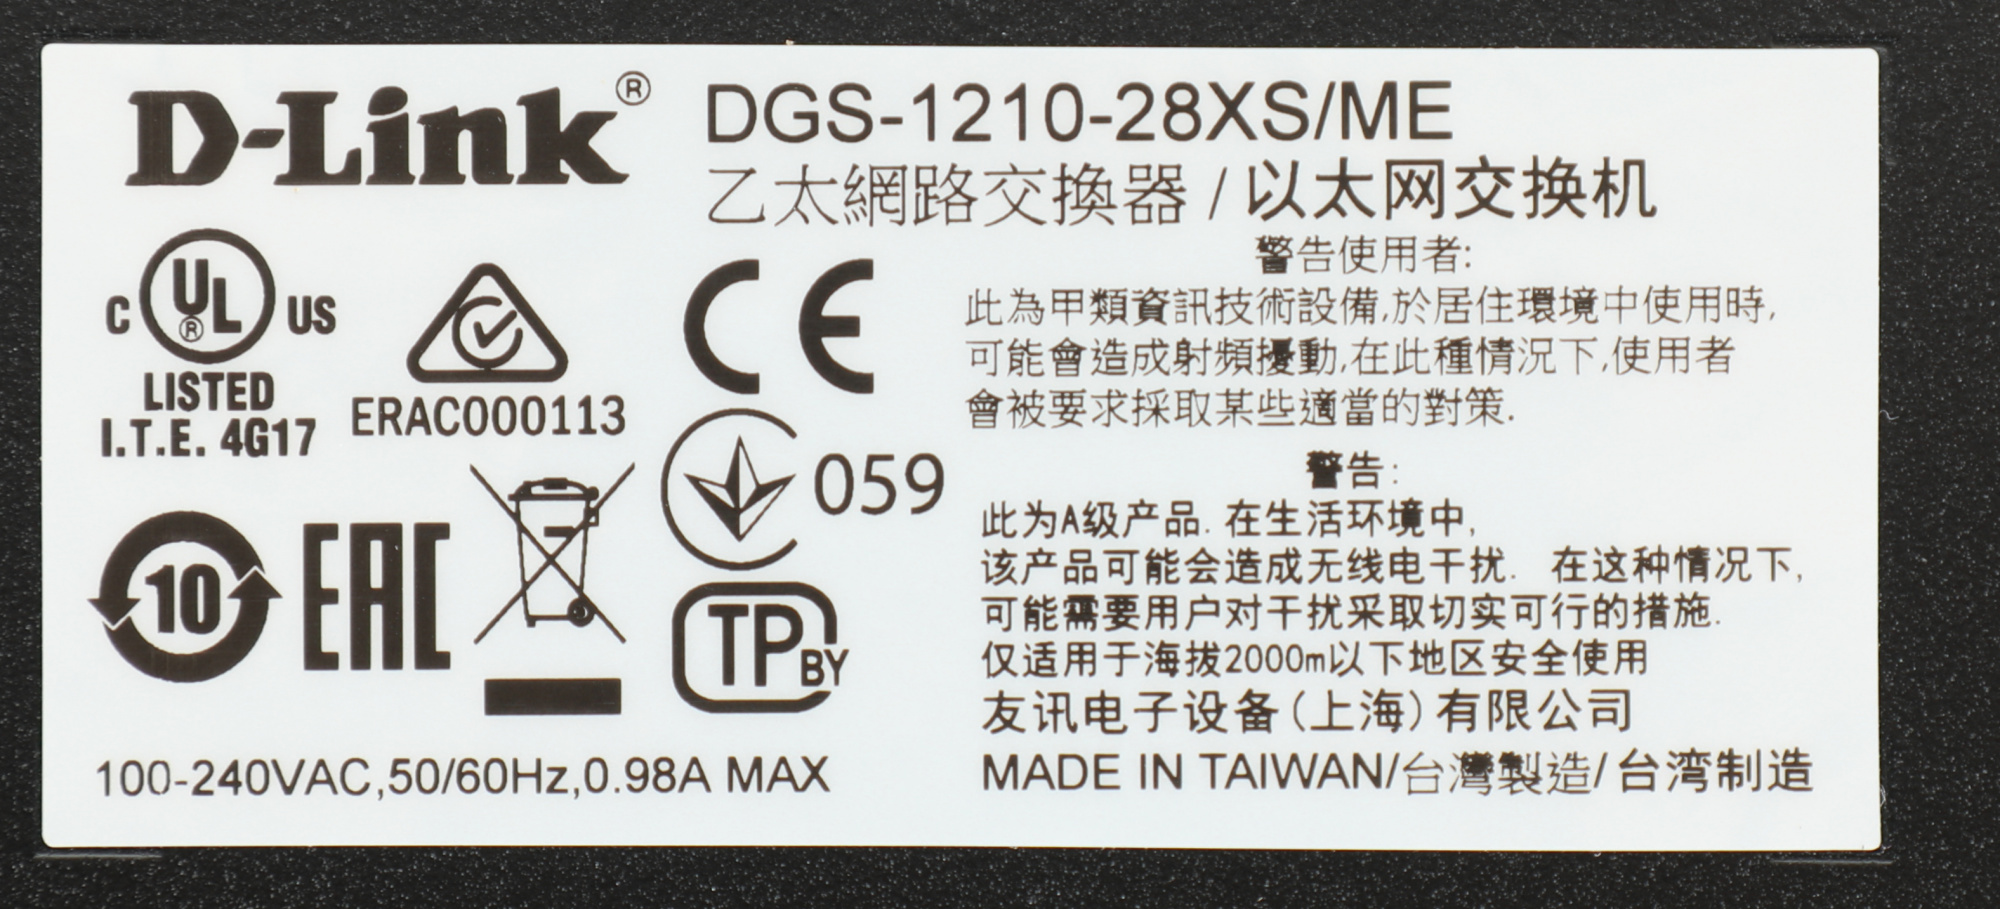 D-Link®
DGS-1210-28XS/ME
乙太網路交換器 / 以太网交换机
C UL® US
LISTED
I.T.E. 4G17
ERAC000113
CE
059
10
EAC
TP BY
100-240VAC,50/60Hz,0.98A MAX
警告使用者:
此為甲類資訊技術設備,於居住環境中使用時,
可能會造成射頻擾動,在此種情況下,使用者
會被要求採取某些適當的對策.
警告:
此为A级产品. 在生活环境中,
该产品可能会造成无线电干扰. 在这种情况下,
可能需要用户对干扰采取切实可行的措施.
仅适用于海拔2000m以下地区安全使用
友讯电子设备(上海)有限公司
MADE IN TAIWAN/台灣製造/台湾制造